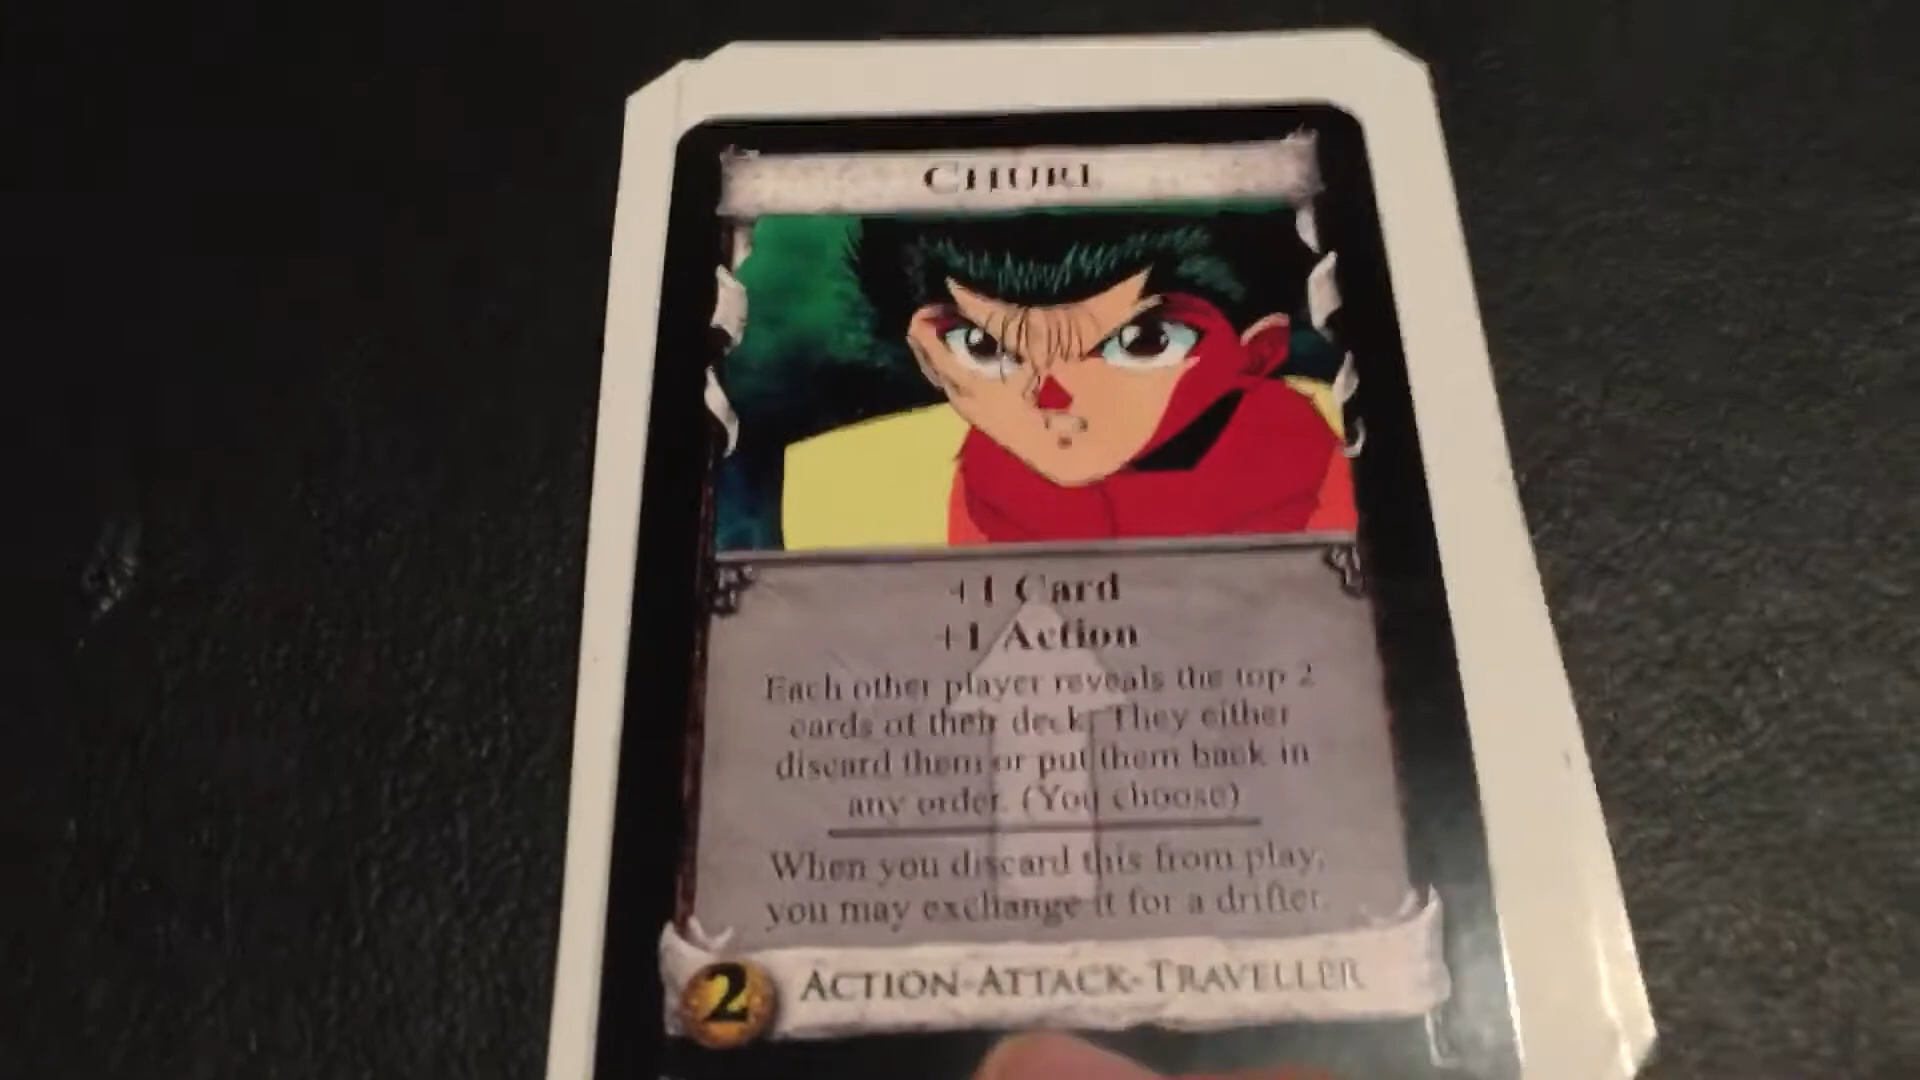 CHURL
+1 Card
+1 Action
Each other player reveals the top 2
cards of their deck. They either
discard them or put them back in
any order. (You choose)
When you discard this from play,
you may exchange it for a drifter.
2
ACTION-ATTACK-TRAVELLER